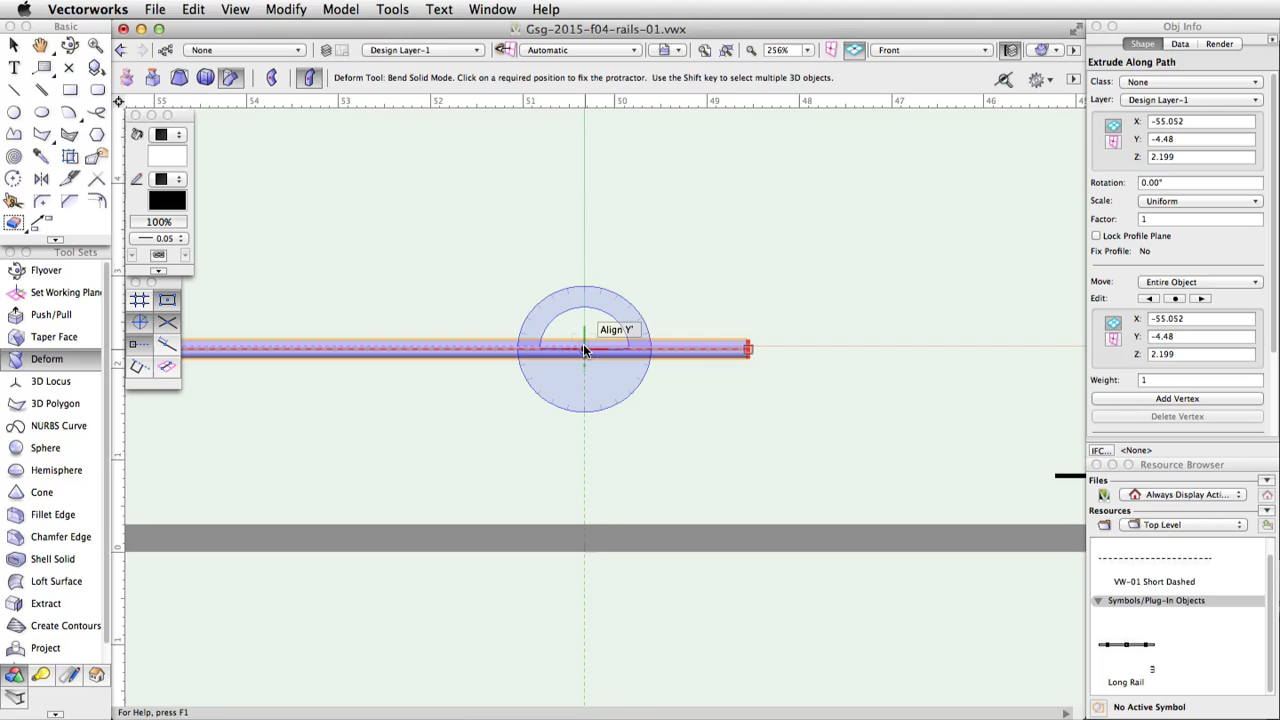 Vectorworks File Edit View Modify Model Tools Text Window Help
Basic
Gsg-2015-f04-rails-01.vwx
Obj Info
None
Design Layer-1
Automatic
256%
Front
Shape Data Render
Deform Tool: Bend Solid Mode. Click on a required position to fix the protractor. Use the Shift key to select multiple 3D objects.
Extrude Along Path
Class: None
Layer: Design Layer-1
55 54 53 52 51 50 49 48 47 46 45
X: -55.052
Y: -4.48
Z: 2.199
Rotation: 0.00°
Scale: Uniform
Factor: 1
Lock Profile Plane
Fix Profile: No
Move: Entire Object
Edit:
X: -55.052
Y: -4.48
Z: 2.199
Weight: 1
Add Vertex
Delete Vertex
IFC... <None>
Resource Browser
Files
Always Display Acti...
Resources
Top Level
VW-01 Short Dashed
Symbols/Plug-In Objects
Long Rail
No Active Symbol
100%
0.05
4
3
2
1
0
1
Align Y'
Tool Sets
Flyover
Set Working Plane
Push/Pull
Taper Face
Deform
3D Locus
3D Polygon
NURBS Curve
Sphere
Hemisphere
Cone
Fillet Edge
Chamfer Edge
Shell Solid
Loft Surface
Extract
Create Contours
Project
For Help, press F1